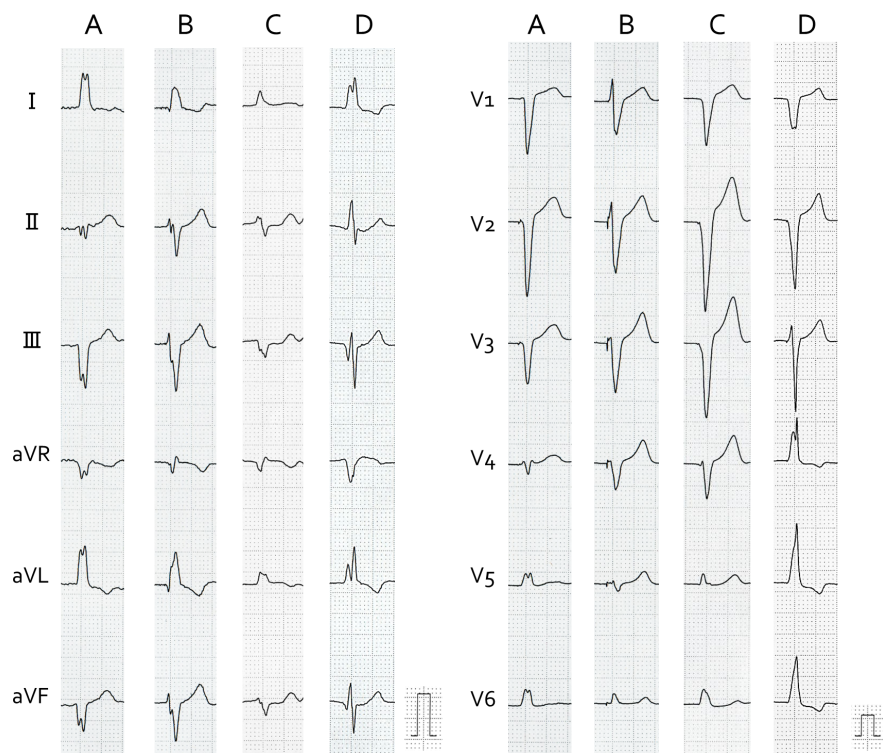 A B C D A B C D
I V1
II V2
III V3
aVR V4
aVL V5
aVF V6